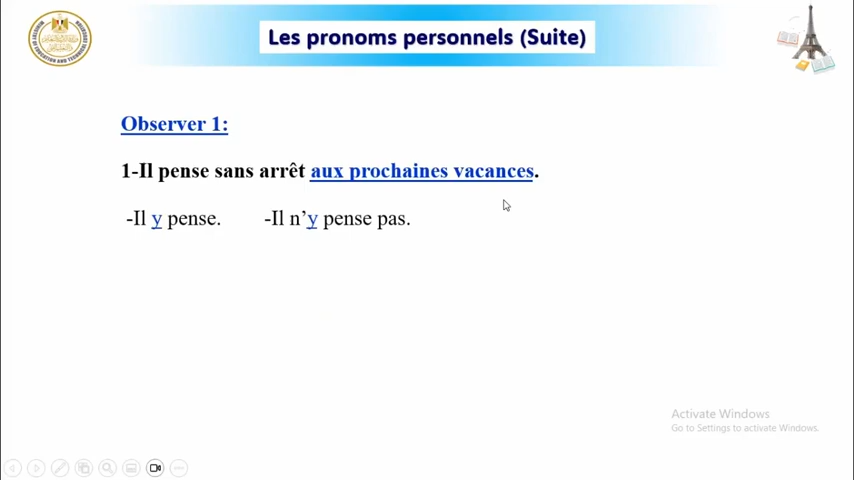 Les pronoms personnels (Suite)
Observer 1:
1-Il pense sans arrêt aux prochaines vacances.
-Il y pense. -Il n’y pense pas.
Activate Windows
Go to Settings to activate Windows.